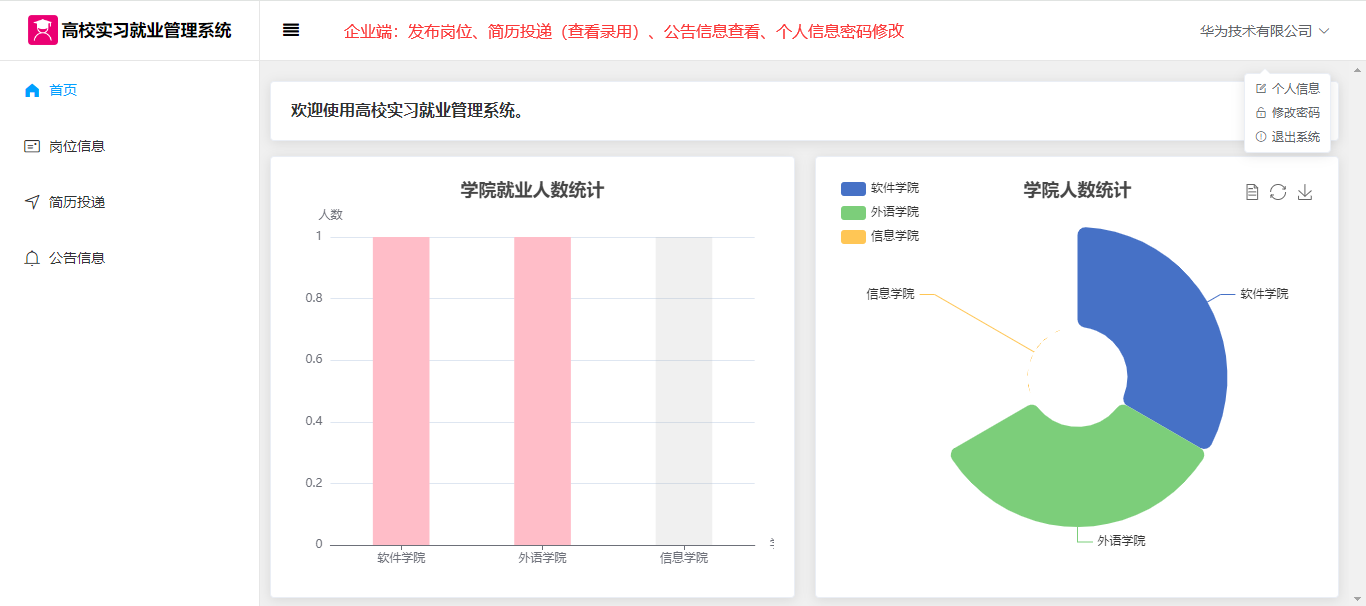 高校实习就业管理系统
企业端：发布岗位、简历投递（查看录用）、公告信息查看、个人信息密码修改
华为技术有限公司
个人信息
修改密码
退出系统
首页
岗位信息
简历投递
公告信息
欢迎使用高校实习就业管理系统。
学院就业人数统计
人数
1
0.8
0.6
0.4
0.2
0
软件学院
外语学院
信息学院
学院人数统计
软件学院
外语学院
信息学院
信息学院
软件学院
外语学院